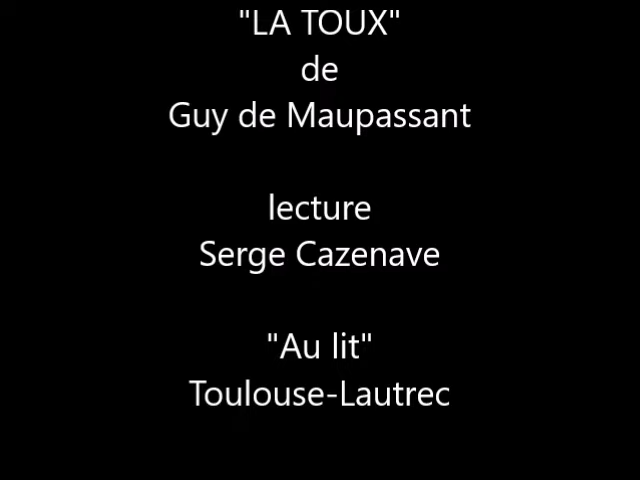 "LA TOUX"
de
Guy de Maupassant
lecture
Serge Cazenave
"Au lit"
Toulouse-Lautrec